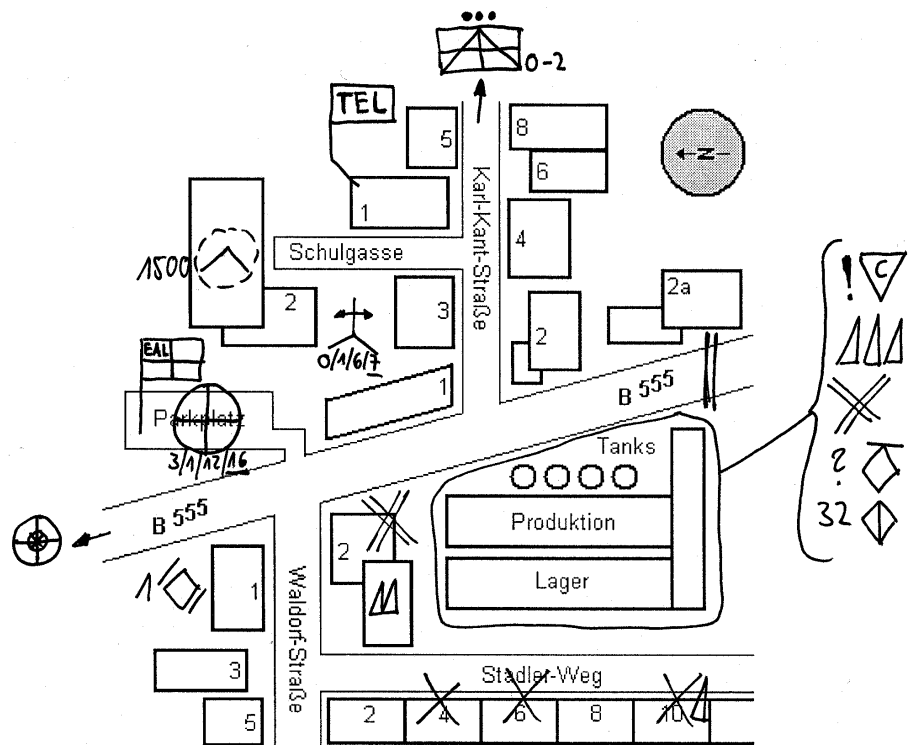 0-2
TEL
5
8
6
N
1
Karl-Kant-Straße
4
Schulgasse
! C
1500
2
3
2a
2
0/1/6/7
EAL
1
B 555
Parkplatz
3/1/12/16
Tanks
?
B 555
Produktion
32
2
1
1
Lager
Waldorf-Straße
3
Stadler-Weg
5
2
4
6
8
10